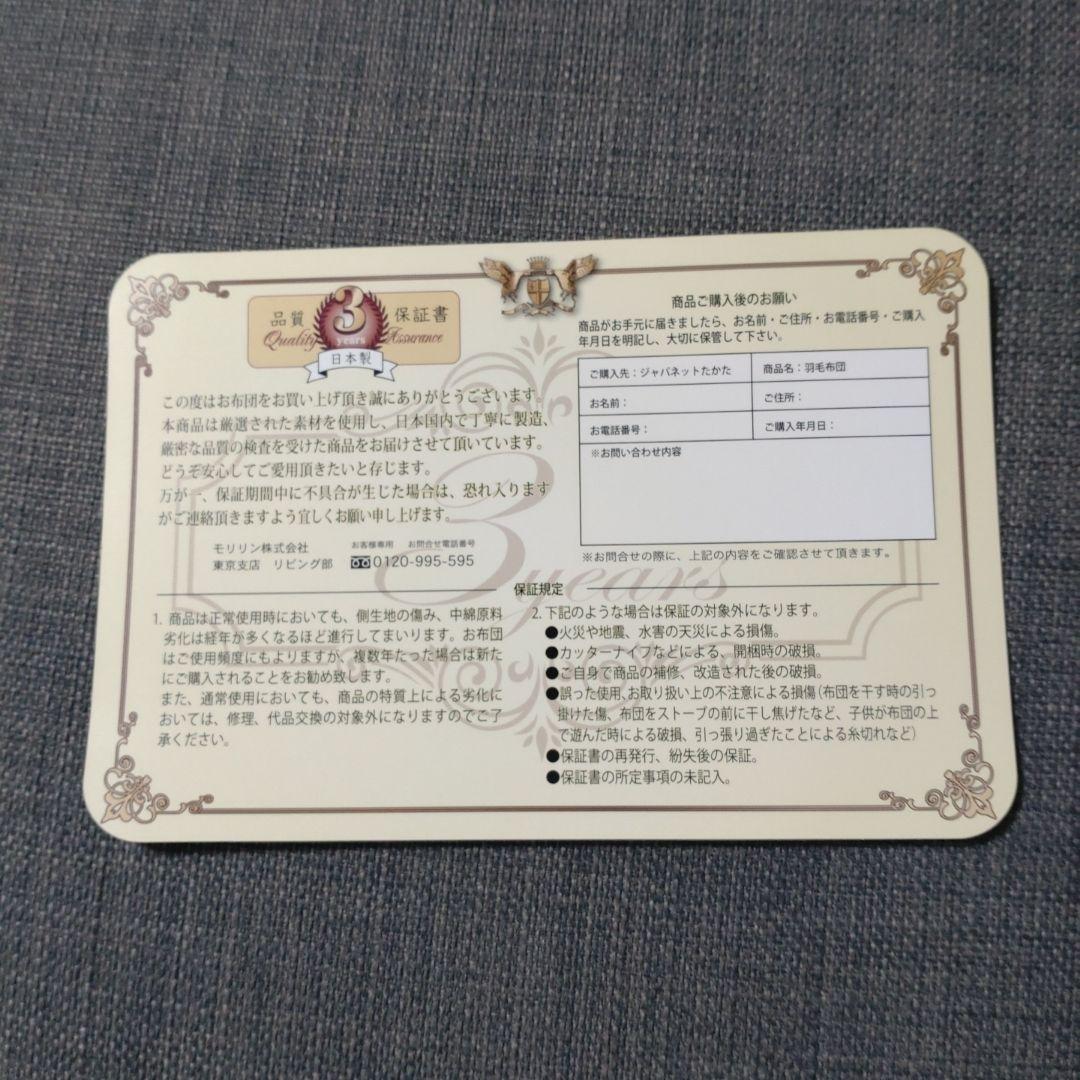 品質 3 保証書
Quality years Assurance
日本製
この度はお布団をお買い上げ頂き誠にありがとうございます。
本商品は厳選された素材を使用し、日本国内で丁寧に製造、
厳密な品質の検査を受けた商品をお届けさせて頂いています。
どうぞ安心してご愛用頂きたいと存じます。
万が一、保証期間中に不具合が生じた場合は、恐れ入ります
がご連絡頂きますよう宜しくお願い申し上げます。
モリリン株式会社 お客様専用 お問合せ電話番号
東京支店 リビング部 0120-995-595
商品ご購入後のお願い
商品がお手元に届きましたら、お名前・ご住所・お電話番号・ご購入
年月日を明記し、大切に保管して下さい。
ご購入先：ジャパネットたかた 商品名：羽毛布団
お名前： ご住所：
お電話番号： ご購入年月日：
※お問い合わせ内容
※お問合せの際に、上記の内容をご確認させて頂きます。
3years
保証規定
1. 商品は正常使用時においても、側生地の傷み、中綿原料
劣化は経年が多くなるほど進行してまいります。お布団
はご使用頻度にもよりますが、複数年たった場合は新た
にご購入されることをお勧め致します。
また、通常使用においても、商品の特質上による劣化に
おいては、修理、代品交換の対象外になりますのでご了
承ください。
2. 下記のような場合は保証の対象外になります。
●火災や地震、水害の天災による損傷。
●カッターナイフなどによる、開梱時の破損。
●ご自身で商品の補修、改造された後の破損。
●誤った使用、お取り扱い上の不注意による損傷（布団を干す時の引っ
掛けた傷、布団をストーブの前に干し焦げたなど、子供が布団の上
で遊んだ時による破損、引っ張り過ぎたことによる糸切れなど）
●保証書の再発行、紛失後の保証。
●保証書の所定事項の未記入。